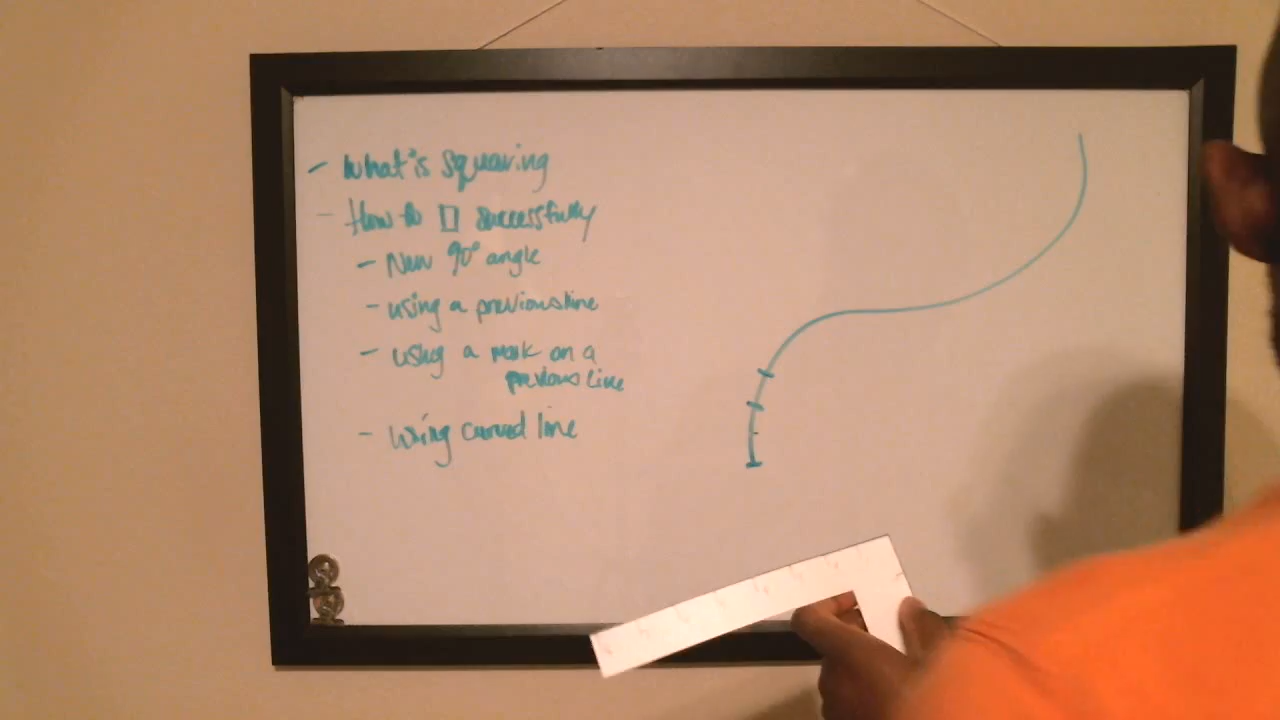 - What is Squaring
- How to □ successfully
- New 90° angle
- using a previous line
- using a mark on a
previous line
- Using curved line